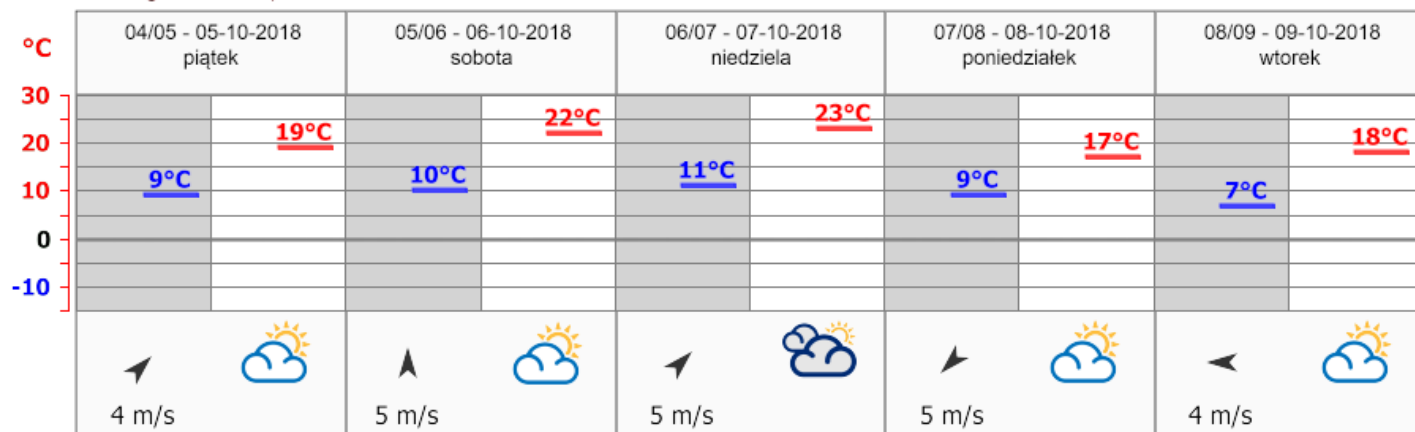 °C
04/05 - 05-10-2018
piątek
05/06 - 06-10-2018
sobota
06/07 - 07-10-2018
niedziela
07/08 - 08-10-2018
poniedziałek
08/09 - 09-10-2018
wtorek
30
20
10
0
-10
9°C
19°C
10°C
22°C
11°C
23°C
9°C
17°C
7°C
18°C
4 m/s
5 m/s
5 m/s
5 m/s
4 m/s